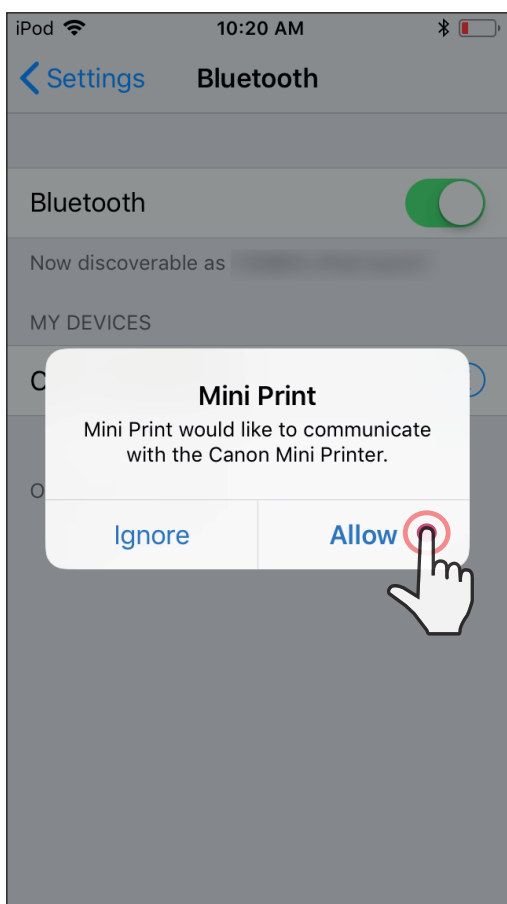 iPod 10:20 AM
Settings Bluetooth
Bluetooth
Now discoverable as
MY DEVICES
C
Mini Print
Mini Print would like to communicate
with the Canon Mini Printer.
O
Ignore Allow